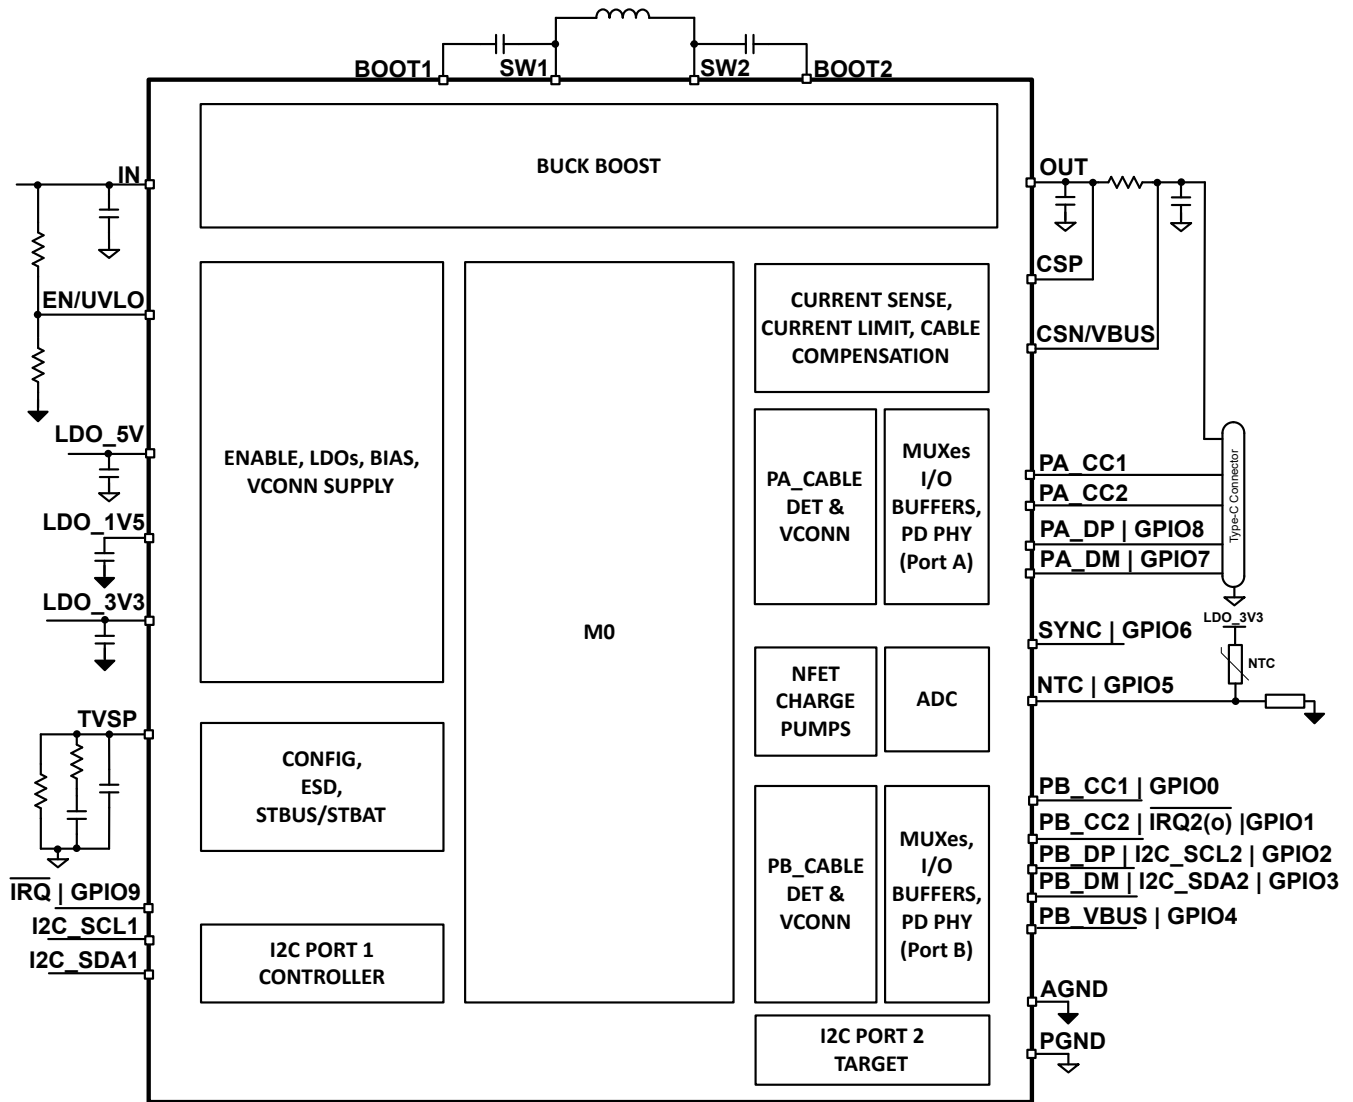 BOOT1
SW1
SW2
BOOT2
BUCK BOOST
IN
EN/UVLO
LDO_5V
LDO_1V5
LDO_3V3
TVSP
IRQ | GPIO9
I2C_SCL1
I2C_SDA1
ENABLE, LDOs, BIAS,
VCONN SUPPLY
CONFIG,
ESD,
STBUS/STBAT
I2C PORT 1
CONTROLLER
M0
CURRENT SENSE,
CURRENT LIMIT, CABLE
COMPENSATION
PA_CABLE
DET &
VCONN
MUXes
I/O
BUFFERS,
PD PHY
(Port A)
NFET
CHARGE
PUMPS
ADC
PB_CABLE
DET &
VCONN
MUXes,
I/O
BUFFERS,
PD PHY
(Port B)
I2C PORT 2
TARGET
OUT
CSP
CSN/VBUS
PA_CC1
PA_CC2
PA_DP | GPIO8
PA_DM | GPIO7
Type-C Connector
SYNC | GPIO6
LDO_3V3
NTC
NTC | GPIO5
PB_CC1 | GPIO0
PB_CC2 | IRQ2(o) |GPIO1
PB_DP | I2C_SCL2 | GPIO2
PB_DM | I2C_SDA2 | GPIO3
PB_VBUS | GPIO4
AGND
PGND